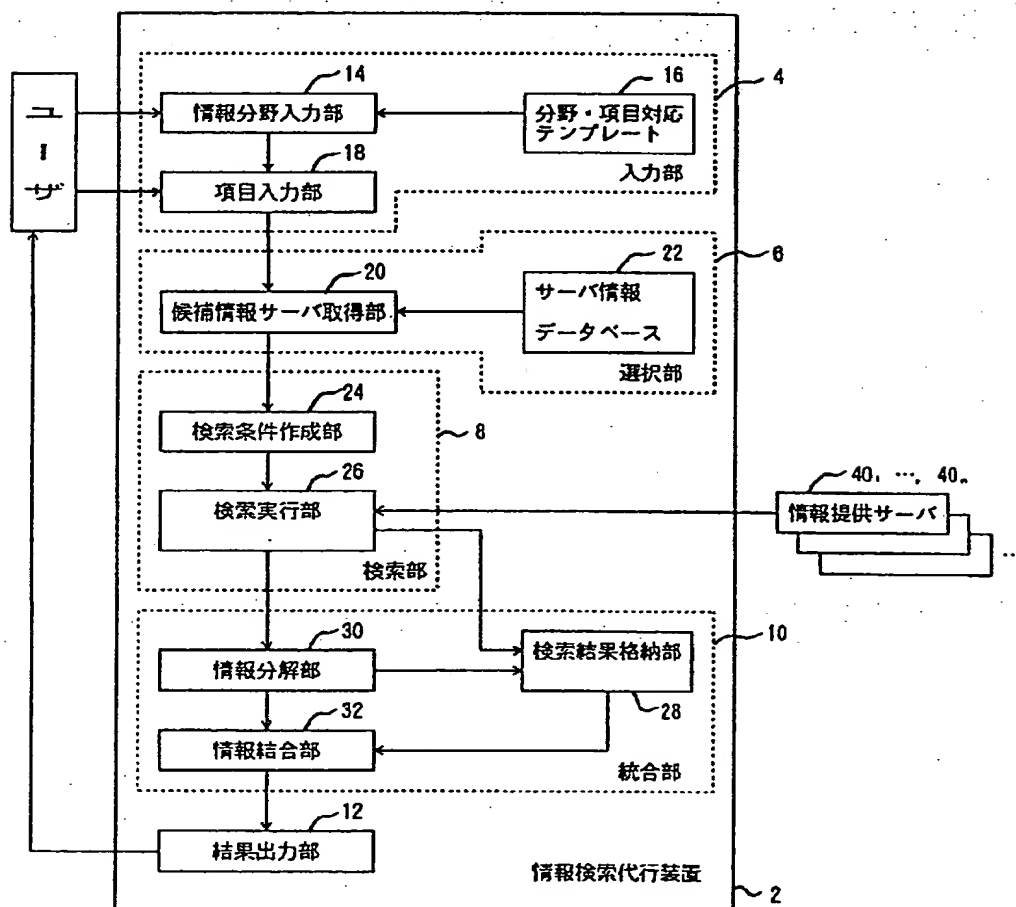 ユーザ
14
情報分野入力部
16
分野・項目対応
テンプレート
4
入力部
18
項目入力部
6
20
候補情報サーバ取得部
22
サーバ情報
データベース
選択部
24
検索条件作成部
8
26
検索実行部
検索部
40₁ …, 40ₙ
情報提供サーバ
…
10
30
情報分解部
検索結果格納部
28
32
情報結合部
統合部
12
結果出力部
情報検索代行装置
2